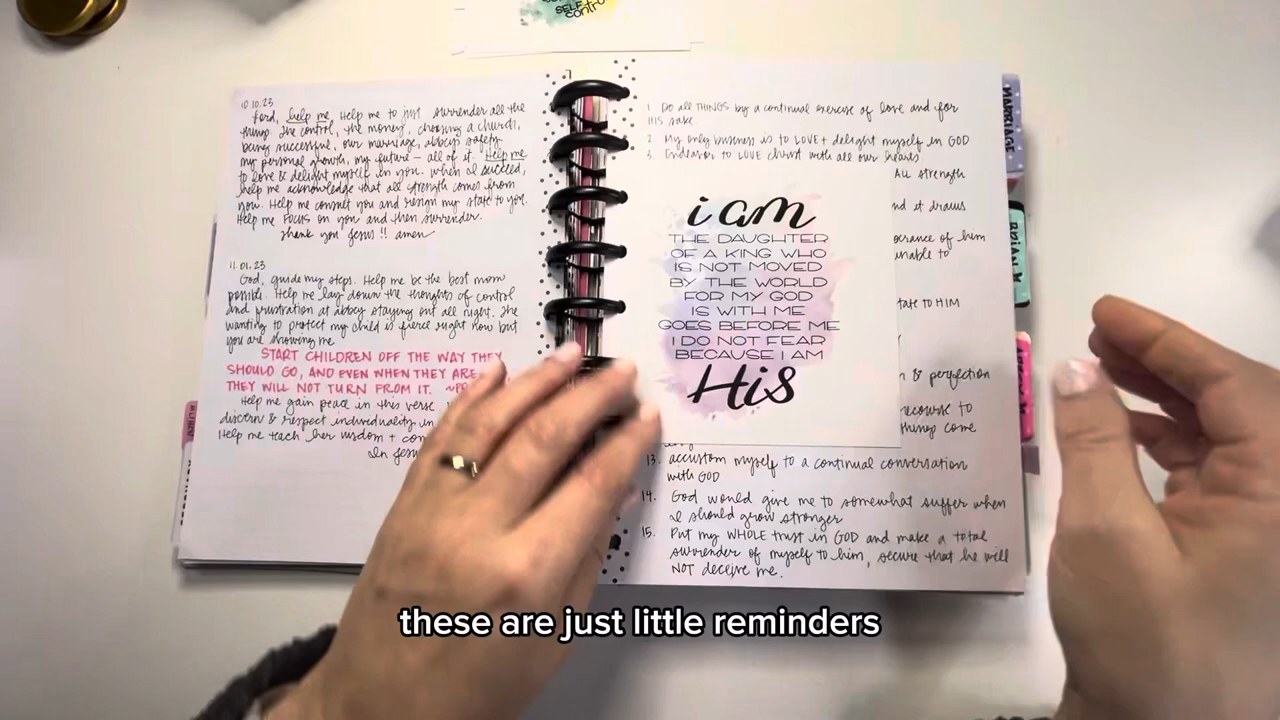 SELF
contro
10.10.23
Lord, help me. Help me to just surrender all the
things. The control, the money, choosing a church,
being successful, our marriage, abbeys safety
my personal growth, my future - all of it. Help me
to love & delight myself in you. When I succeed,
help me acknowledge that all strength comes from
you. Help me consult you and resign my state to you.
Help me FOCUS on you and then surrender.
Thank you Jesus!! amen
11.01.23
God, guide my steps. Help me be the best mom
possible. Help me lay down the thoughts of control
and frustration at abbey staying out all night. The
wanting to protect my child is fierce right now but
you are showing me
START CHILDREN OFF THE WAY THEY
SHOULD GO, AND EVEN WHEN THEY ARE
THEY WILL NOT TURN FROM IT. ~PR
Help me gain peace in this verse
discern & respect individuality in
Help me teach her wisdom + con
In Jesu
1. Do all THINGS by a continual exercise of love and for
HIS sake
2. My only business is to LOVE + delight myself in GOD
3. Endeavor to LOVE Christ with all our hearts
ALL strength
nd it draws
ocrance of him
unable to
tate to HIM
n & perfection
recourse to
things come
i am
THE DAUGHTER
OF A KING WHO
IS NOT MOVED
BY THE WORLD
FOR MY GOD
IS WITH ME
GOES BEFORE ME
I DO NOT FEAR
BECAUSE I AM
His
13. accustom myself to a continual conversation
with GOD
14. God would give me to somewhat suffer when
I should grow stronger
15. Put my WHOLE trust in GOD and make a total
surrender of myself to him, secure that he will
NOT deceive me.
MARRIAGE
these are just little reminders